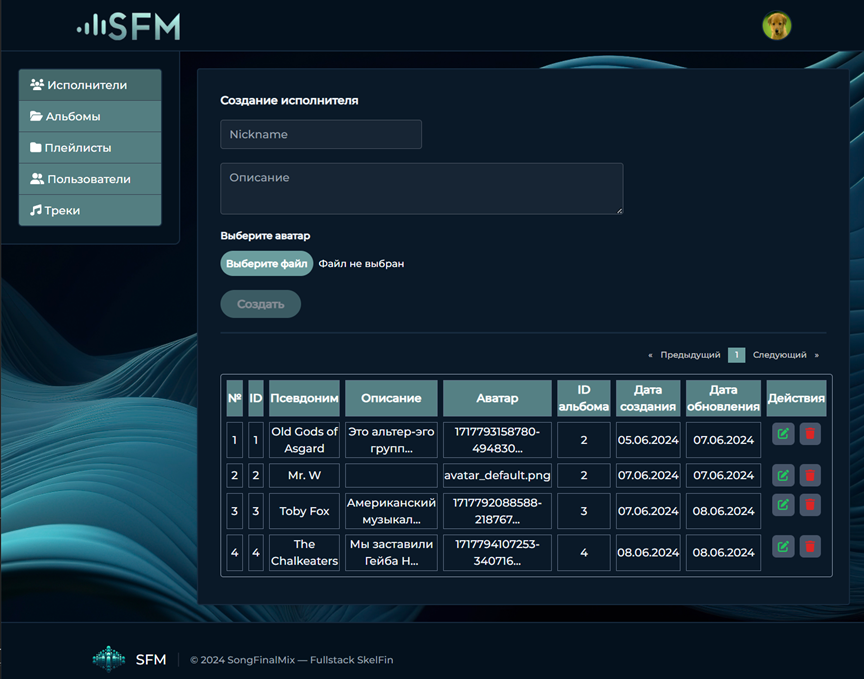 SFM
Исполнители
Альбомы
Плейлисты
Пользователи
Треки
Создание исполнителя
Nickname
Описание
Выберите аватар
Выберите файл Файл не выбран
Создать
« Предыдущий 1 Следующий »
№ ID Псевдоним Описание Аватар ID альбома Дата создания Дата обновления Действия
1 1 Old Gods of Asgard Это альтер-эго групп... 1717793158780-494830... 2 05.06.2024 07.06.2024
2 2 Mr. W avatar_default.png 2 07.06.2024 07.06.2024
3 3 Toby Fox Американский музыкал... 1717792088588-218767... 3 07.06.2024 08.06.2024
4 4 The Chalkeaters Мы заставили Гейба Н... 1717794107253-340716... 4 08.06.2024 08.06.2024
SFM © 2024 SongFinalMix — Fullstack SkelFin